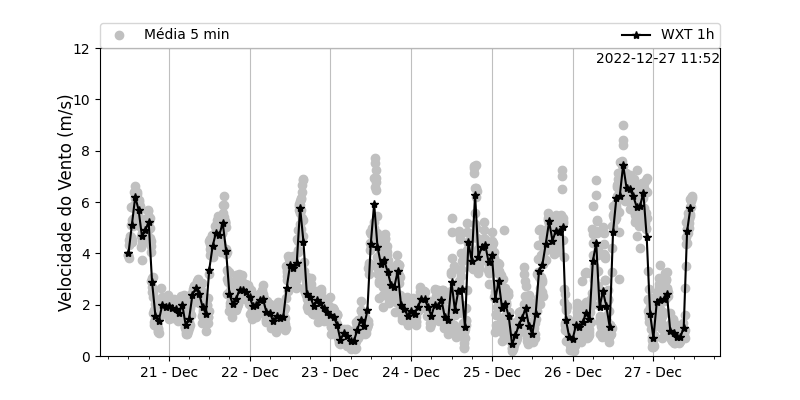 Média 5 min
WXT 1h
2022-12-27 11:52
Velocidade do Vento (m/s)
12
10
8
6
4
2
0
21 - Dec
22 - Dec
23 - Dec
24 - Dec
25 - Dec
26 - Dec
27 - Dec